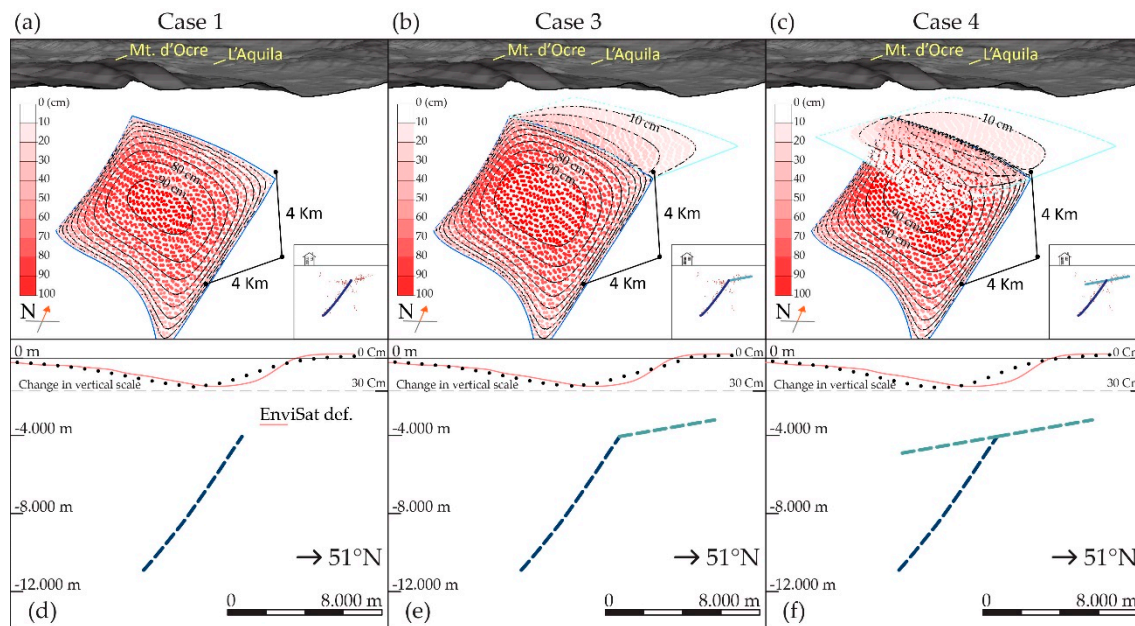 (a) Case 1
Mt. d'Ocre L'Aquila
0 (cm)
10
20
30
40
50
60
70
80
90
100
80 cm
90 cm
4 Km
4 Km
N
(b) Case 3
Mt. d'Ocre L'Aquila
0 (cm)
10
20
30
40
50
60
70
80
90
100
10 cm
80 cm
90 cm
4 Km
4 Km
N
(c) Case 4
Mt. d'Ocre L'Aquila
0 (cm)
10
20
30
40
50
60
70
80
90
100
10 cm
90 cm
80 cm
4 Km
4 Km
N
0 m 0 Cm
Change in vertical scale 30 Cm
EnviSat def.
-4.000 m
-8.000 m
→ 51°N
-12.000 m
0 8.000 m
(d)
0 m 0 Cm
Change in vertical scale 30 Cm
-4.000 m
-8.000 m
→ 51°N
-12.000 m
0 8.000 m
(e)
0 m 0 Cm
Change in vertical scale 30 Cm
-4.000 m
-8.000 m
→ 51°N
-12.000 m
0 8.000 m
(f)